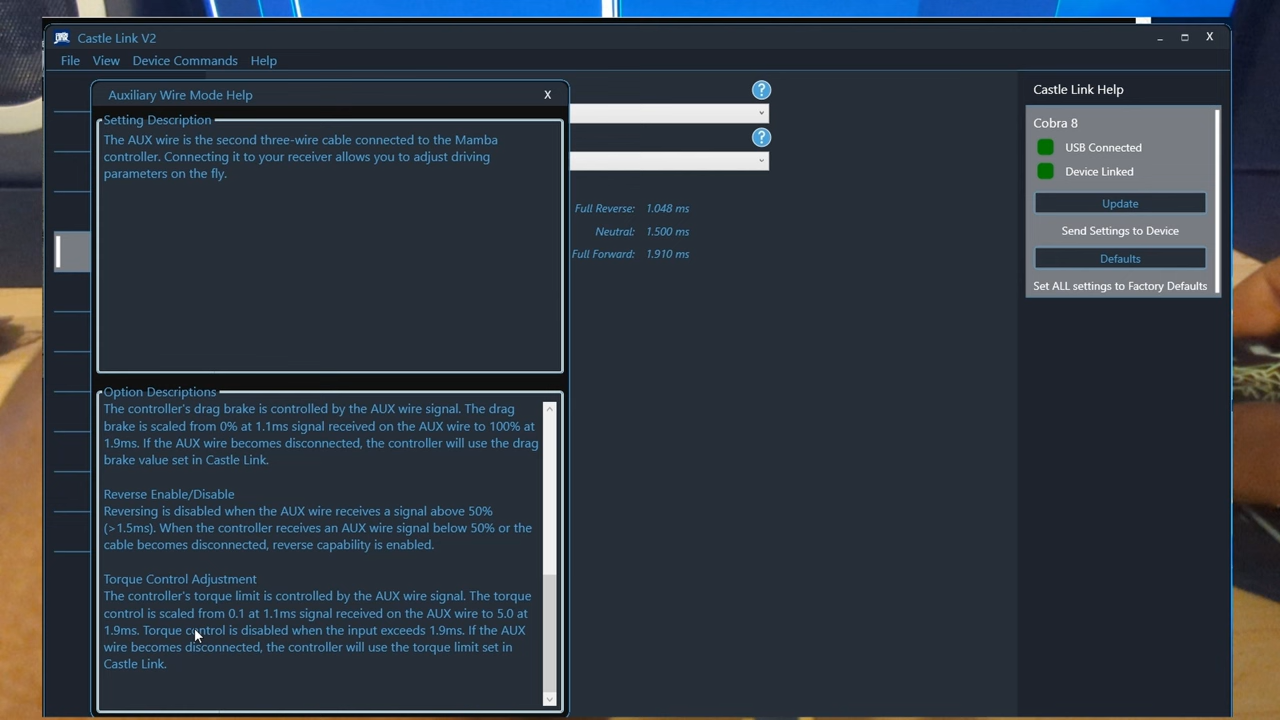 Castle Link V2
File View Device Commands Help
Auxiliary Wire Mode Help X
Setting Description
The AUX wire is the second three-wire cable connected to the Mamba
controller. Connecting it to your receiver allows you to adjust driving
parameters on the fly.
Option Descriptions
The controller's drag brake is controlled by the AUX wire signal. The drag
brake is scaled from 0% at 1.1ms signal received on the AUX wire to 100% at
1.9ms. If the AUX wire becomes disconnected, the controller will use the drag
brake value set in Castle Link.
Reverse Enable/Disable
Reversing is disabled when the AUX wire receives a signal above 50%
(>1.5ms). When the controller receives an AUX wire signal below 50% or the
cable becomes disconnected, reverse capability is enabled.
Torque Control Adjustment
The controller's torque limit is controlled by the AUX wire signal. The torque
control is scaled from 0.1 at 1.1ms signal received on the AUX wire to 5.0 at
1.9ms. Torque control is disabled when the input exceeds 1.9ms. If the AUX
wire becomes disconnected, the controller will use the torque limit set in
Castle Link.
?
?
Full Reverse: 1.048 ms
Neutral: 1.500 ms
Full Forward: 1.910 ms
Castle Link Help
Cobra 8
USB Connected
Device Linked
Update
Send Settings to Device
Defaults
Set ALL settings to Factory Defaults